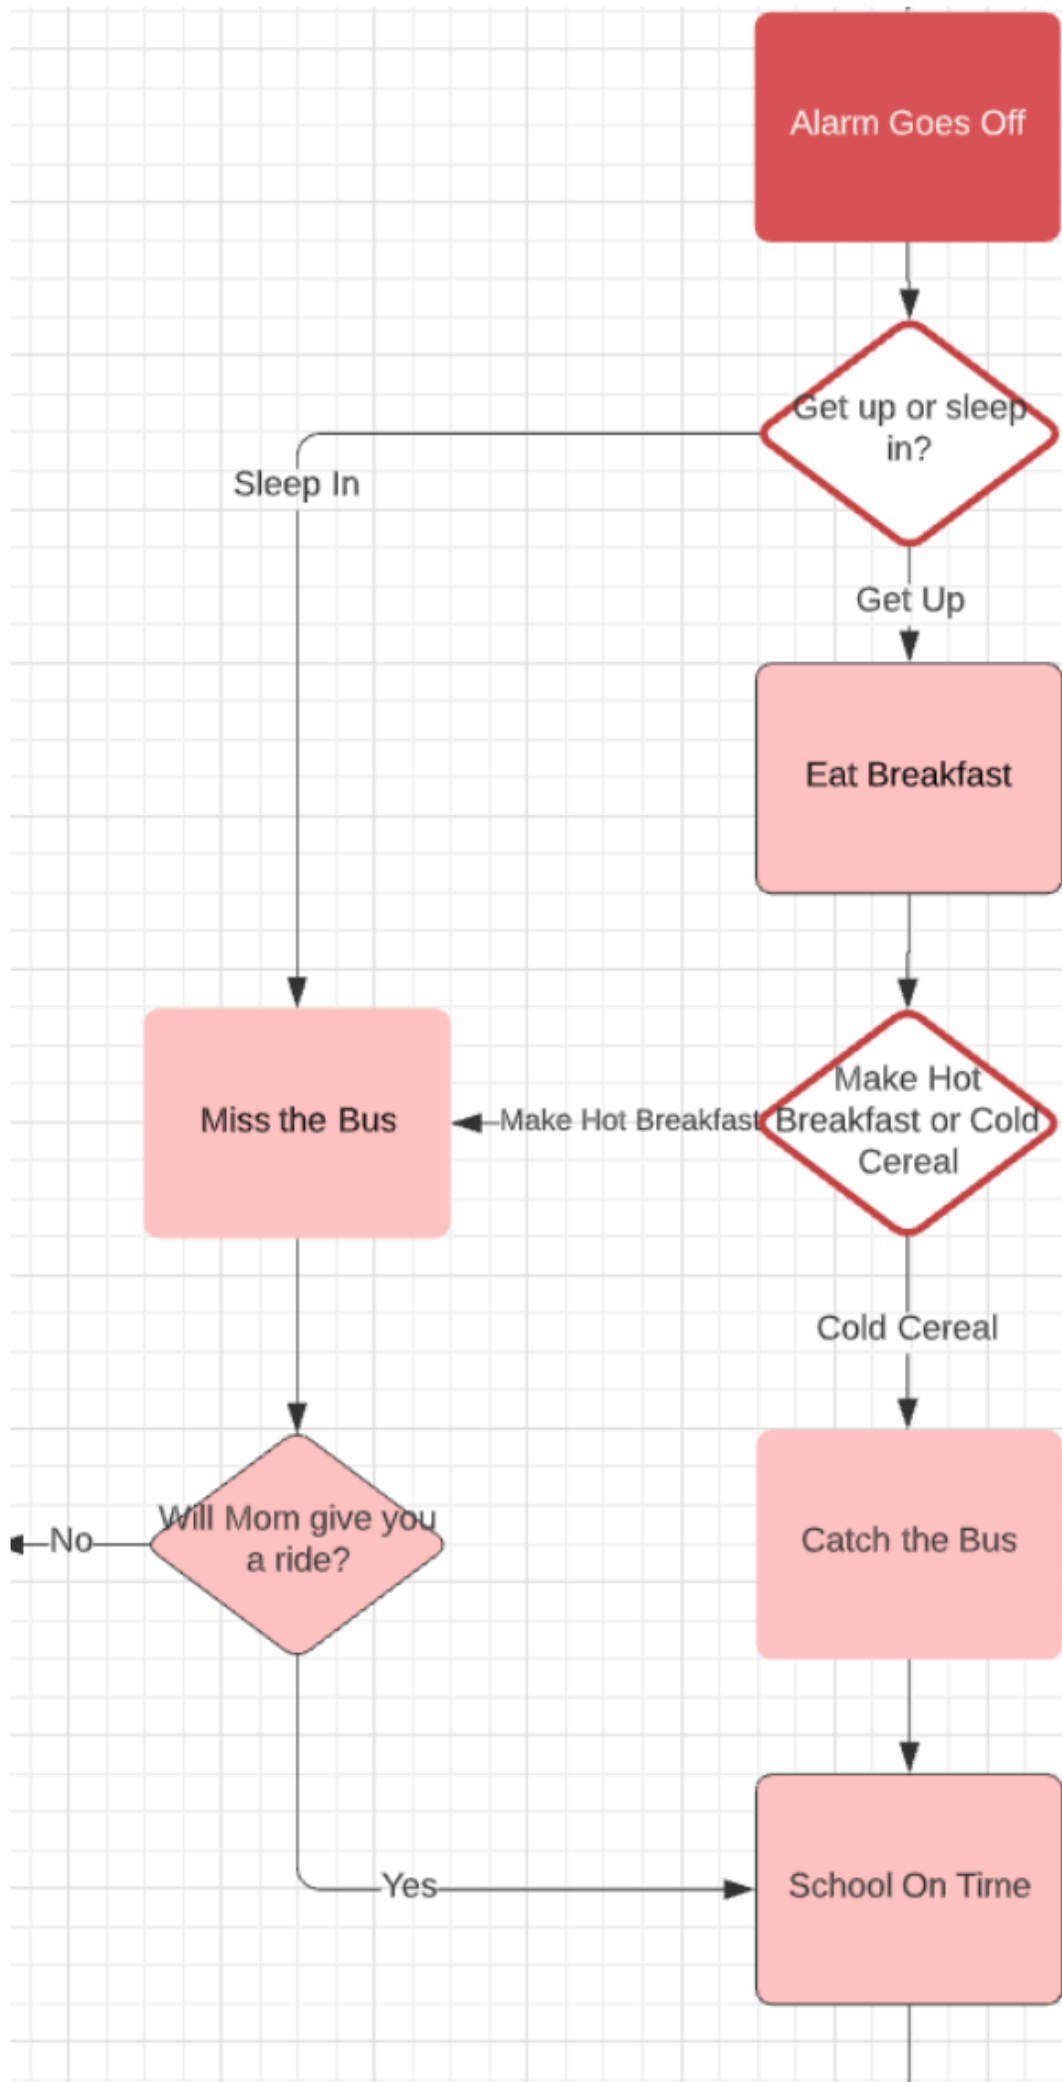 Alarm Goes Off
Get up or sleep
in?
Sleep In
Get Up
Eat Breakfast
Miss the Bus
Make Hot Breakfast
Make Hot
Breakfast or Cold
Cereal
Cold Cereal
Will Mom give you
a ride?
No
Catch the Bus
Yes
School On Time